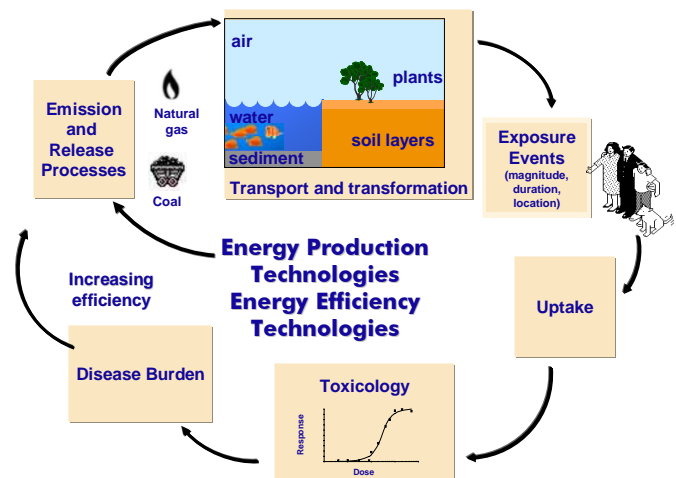 air
plants
water
soil layers
sediment
Transport and transformation
Emission
and
Release
Processes
Natural
gas
Coal
Exposure
Events
(magnitude,
duration,
location)
Energy Production
Technologies
Energy Efficiency
Technologies
Increasing
efficiency
Uptake
Disease Burden
Toxicology
Response
Dose